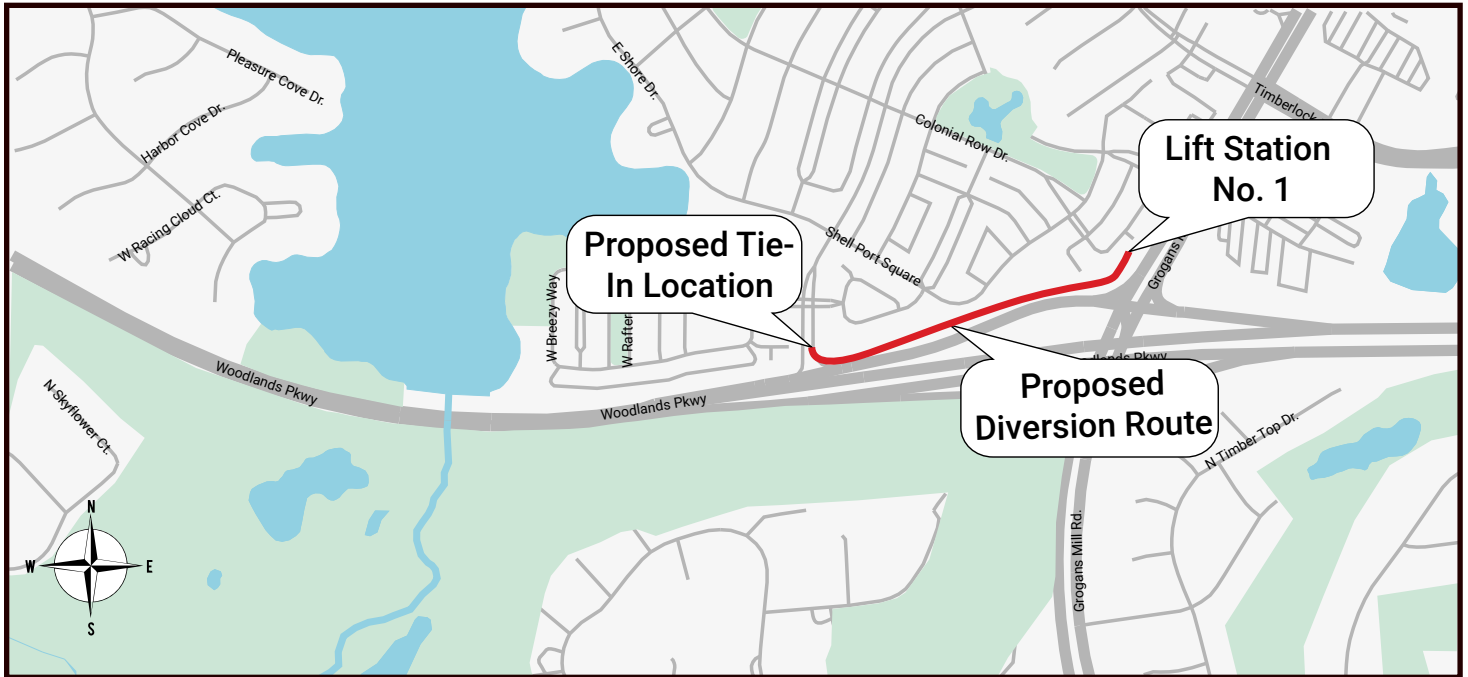 Pleasure Cove Dr.
E Shore Dr.
Harbor Cove Dr.
Timberlock
Colonial Row Dr.
Lift Station
No. 1
W Racing Cloud Ct.
Shell Port Square
Proposed Tie-
In Location
Grogans
W Breezy Way
W Rafter
Woodlands Pkwy
Woodlands Pkwy
dlands Pkwy
Proposed
Diversion Route
N Skyflower Ct.
N Timber Top Dr.
Grogans Mill Rd.
N
W
E
S